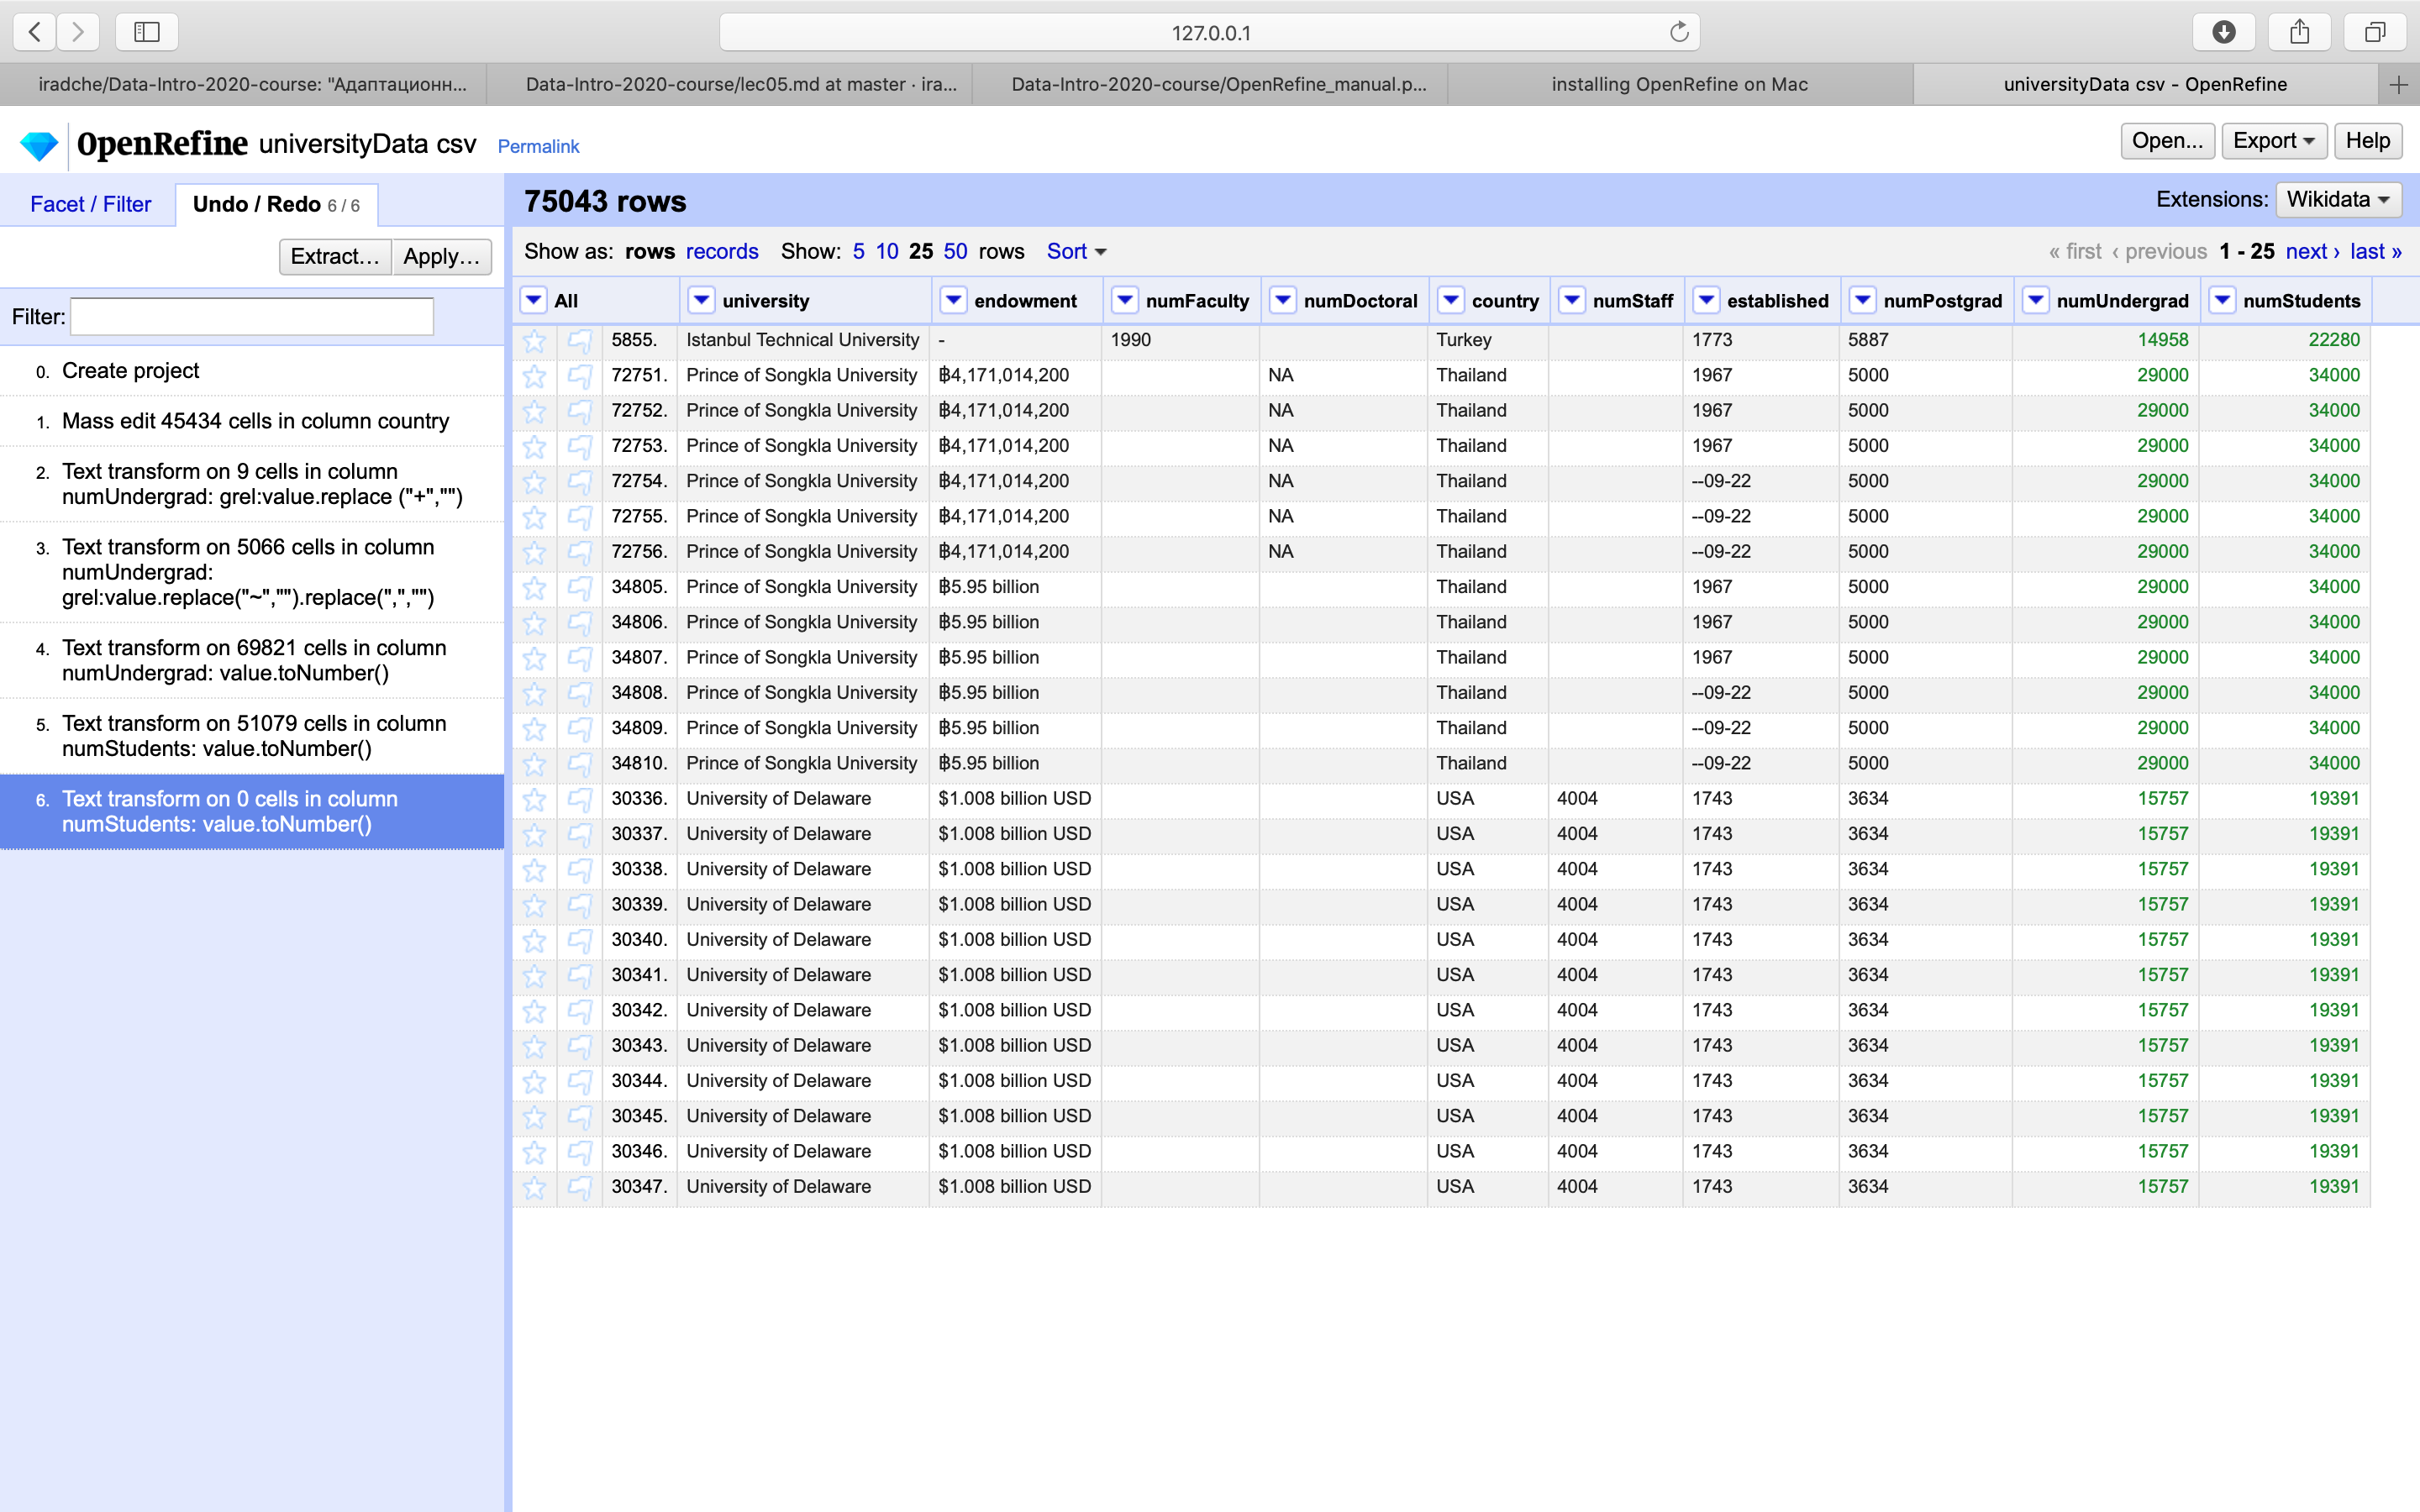 127.0.0.1
iradche/Data-Intro-2020-course: "Адаптационн...
Data-Intro-2020-course/lec05.md at master · ira...
Data-Intro-2020-course/OpenRefine_manual.p...
installing OpenRefine on Mac
universityData csv - OpenRefine
OpenRefine universityData csv Permalink
Open... Export Help
Facet / Filter Undo / Redo 6 / 6
75043 rows
Extensions: Wikidata
Extract... Apply...
Show as: rows records Show: 5 10 25 50 rows Sort
« first ‹ previous 1 - 25 next › last »
Filter:
0. Create project
1. Mass edit 45434 cells in column country
2. Text transform on 9 cells in column
numUndergrad: grel:value.replace ("+","")
3. Text transform on 5066 cells in column
numUndergrad:
grel:value.replace("~","").replace(",","")
4. Text transform on 69821 cells in column
numUndergrad: value.toNumber()
5. Text transform on 51079 cells in column
numStudents: value.toNumber()
6. Text transform on 0 cells in column
numStudents: value.toNumber()
All university endowment numFaculty numDoctoral country numStaff established numPostgrad numUndergrad numStudents
5855. Istanbul Technical University - 1990 Turkey 1773 5887 14958 22280
72751. Prince of Songkla University ฿4,171,014,200 NA Thailand 1967 5000 29000 34000
72752. Prince of Songkla University ฿4,171,014,200 NA Thailand 1967 5000 29000 34000
72753. Prince of Songkla University ฿4,171,014,200 NA Thailand 1967 5000 29000 34000
72754. Prince of Songkla University ฿4,171,014,200 NA Thailand --09-22 5000 29000 34000
72755. Prince of Songkla University ฿4,171,014,200 NA Thailand --09-22 5000 29000 34000
72756. Prince of Songkla University ฿4,171,014,200 NA Thailand --09-22 5000 29000 34000
34805. Prince of Songkla University ฿5.95 billion Thailand 1967 5000 29000 34000
34806. Prince of Songkla University ฿5.95 billion Thailand 1967 5000 29000 34000
34807. Prince of Songkla University ฿5.95 billion Thailand 1967 5000 29000 34000
34808. Prince of Songkla University ฿5.95 billion Thailand --09-22 5000 29000 34000
34809. Prince of Songkla University ฿5.95 billion Thailand --09-22 5000 29000 34000
34810. Prince of Songkla University ฿5.95 billion Thailand --09-22 5000 29000 34000
30336. University of Delaware $1.008 billion USD USA 4004 1743 3634 15757 19391
30337. University of Delaware $1.008 billion USD USA 4004 1743 3634 15757 19391
30338. University of Delaware $1.008 billion USD USA 4004 1743 3634 15757 19391
30339. University of Delaware $1.008 billion USD USA 4004 1743 3634 15757 19391
30340. University of Delaware $1.008 billion USD USA 4004 1743 3634 15757 19391
30341. University of Delaware $1.008 billion USD USA 4004 1743 3634 15757 19391
30342. University of Delaware $1.008 billion USD USA 4004 1743 3634 15757 19391
30343. University of Delaware $1.008 billion USD USA 4004 1743 3634 15757 19391
30344. University of Delaware $1.008 billion USD USA 4004 1743 3634 15757 19391
30345. University of Delaware $1.008 billion USD USA 4004 1743 3634 15757 19391
30346. University of Delaware $1.008 billion USD USA 4004 1743 3634 15757 19391
30347. University of Delaware $1.008 billion USD USA 4004 1743 3634 15757 19391